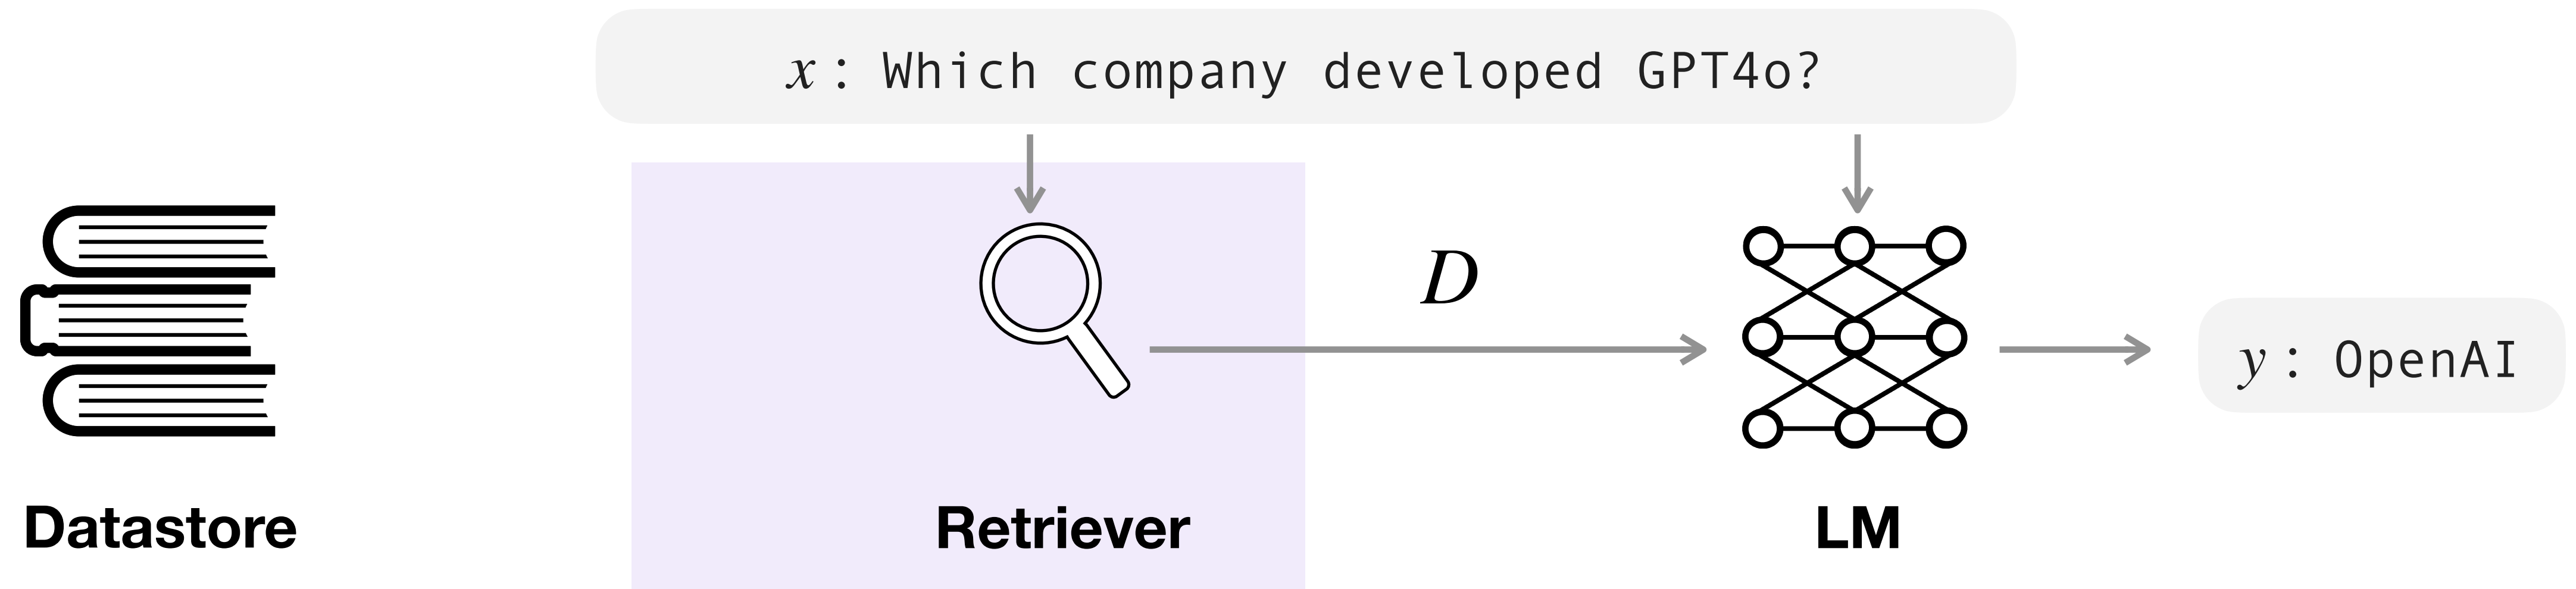 x : Which company developed GPT4o?
D
y : OpenAI
Datastore
Retriever
LM